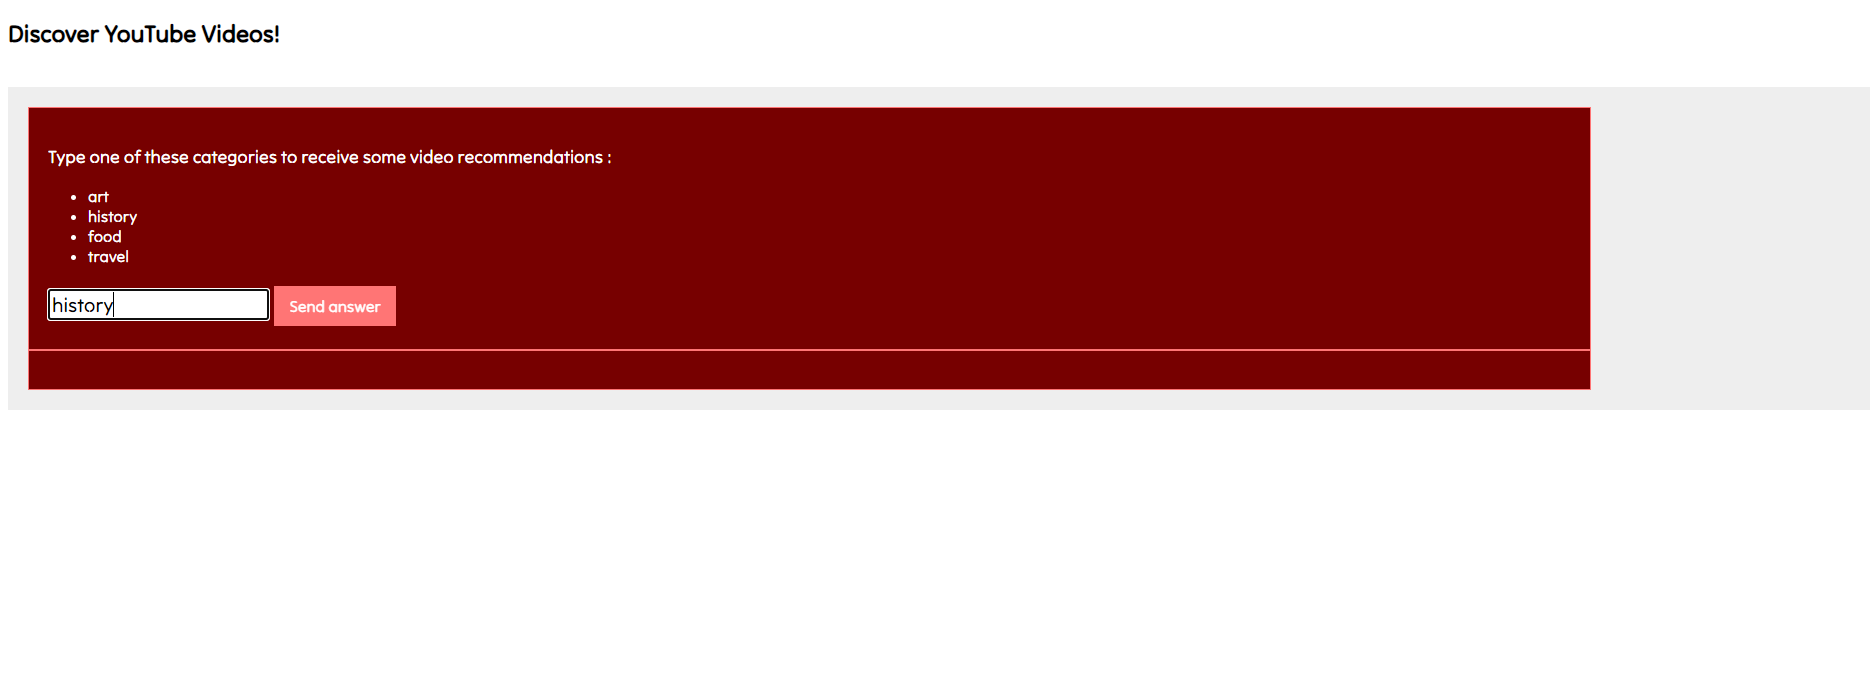 Discover YouTube Videos!
Type one of these categories to receive some video recommendations :
art
history
food
travel
history Send answer